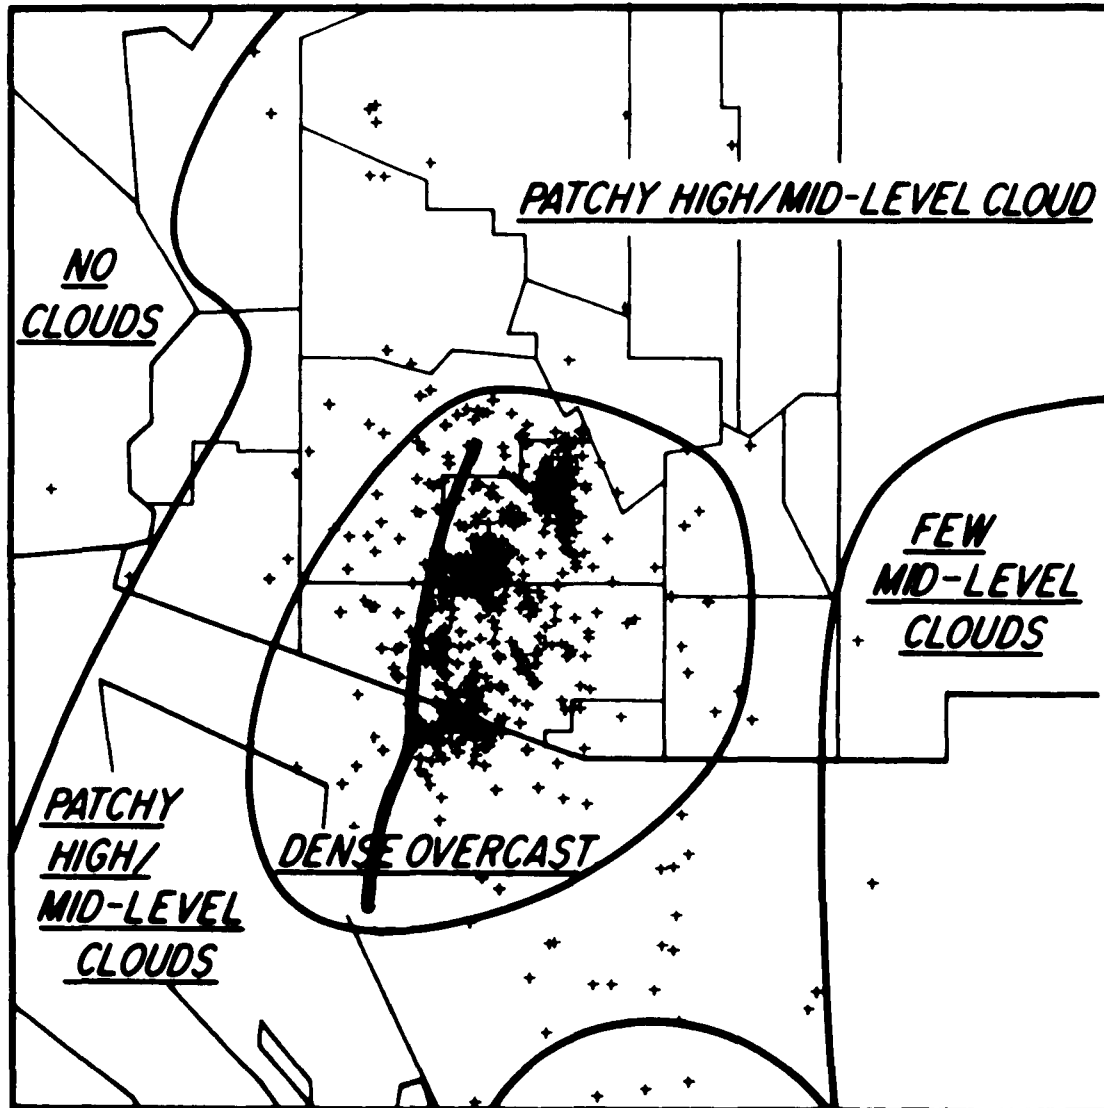 PATCHY HIGH/MID-LEVEL CLOUD
NO
CLOUDS
FEW
MID-LEVEL
CLOUDS
PATCHY
HIGH/
MID-LEVEL
CLOUDS
DENSE OVERCAST